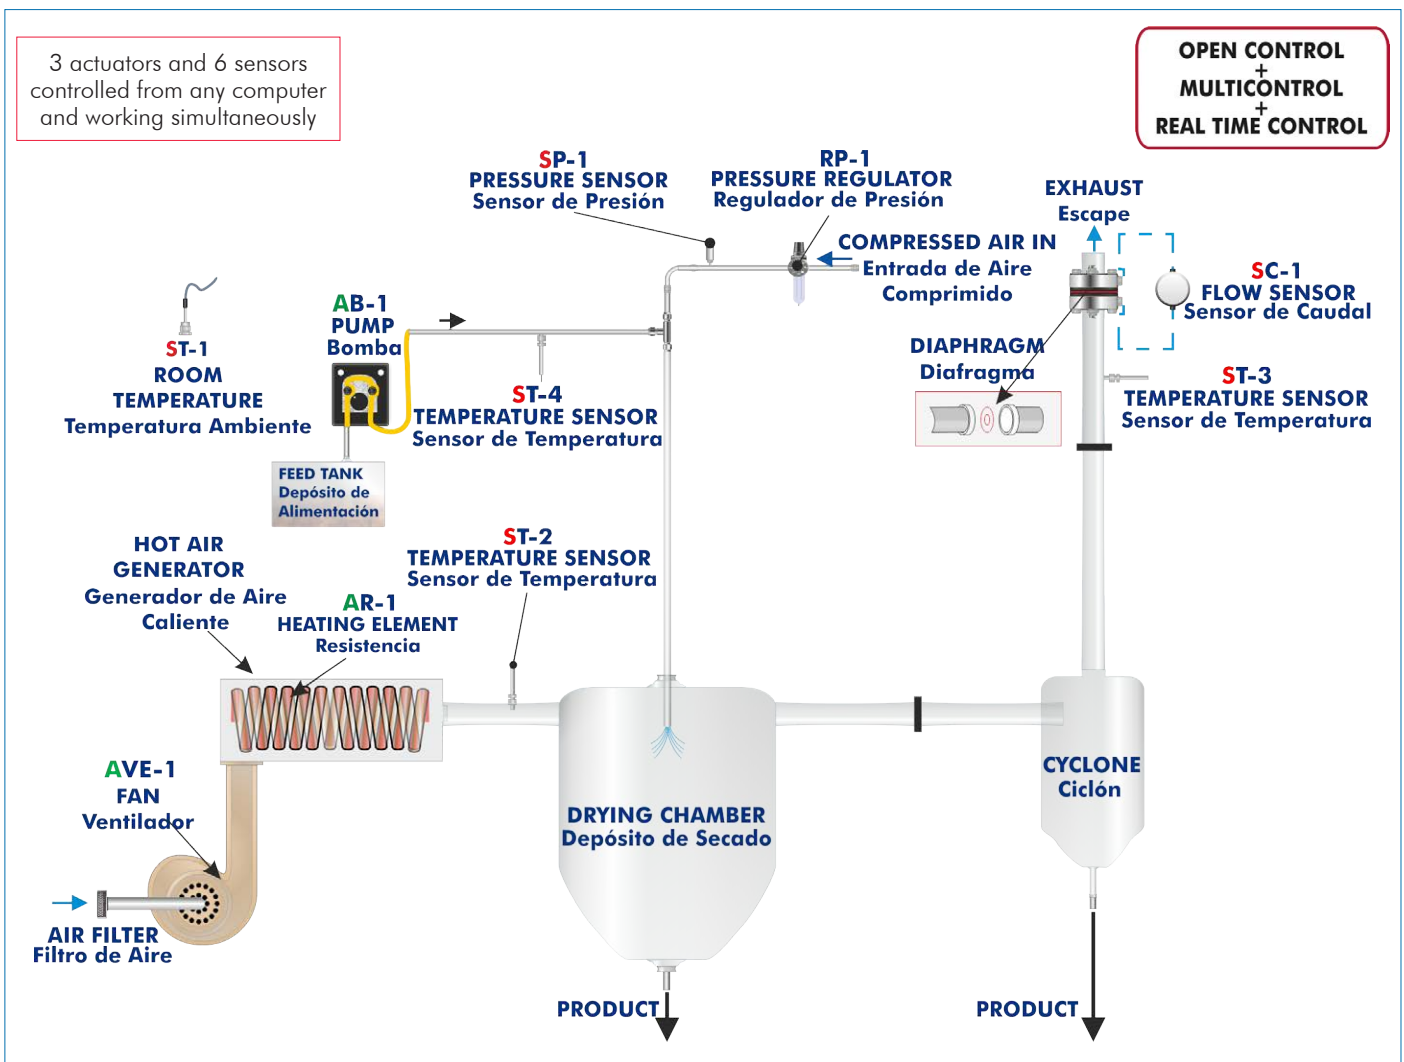 3 actuators and 6 sensors
controlled from any computer
and working simultaneously
OPEN CONTROL
+
MULTICONTROL
+
REAL TIME CONTROL
SP-1
PRESSURE SENSOR
Sensor de Presión
RP-1
PRESSURE REGULATOR
Regulador de Presión
EXHAUST
Escape
COMPRESSED AIR IN
Entrada de Aire
Comprimido
SC-1
FLOW SENSOR
Sensor de Caudal
AB-1
PUMP
Bomba
ST-1
ROOM
TEMPERATURE
Temperatura Ambiente
DIAPHRAGM
Diafragma
ST-3
TEMPERATURE SENSOR
Sensor de Temperatura
ST-4
TEMPERATURE SENSOR
Sensor de Temperatura
FEED TANK
Depósito de
Alimentación
HOT AIR
GENERATOR
Generador de Aire
Caliente
ST-2
TEMPERATURE SENSOR
Sensor de Temperatura
AR-1
HEATING ELEMENT
Resistencia
AVE-1
FAN
Ventilador
CYCLONE
Ciclón
DRYING CHAMBER
Depósito de Secado
AIR FILTER
Filtro de Aire
PRODUCT
PRODUCT